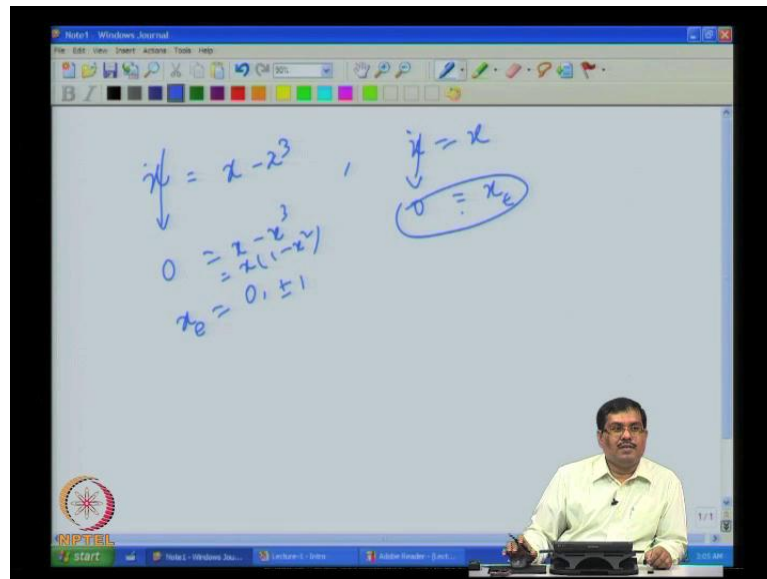 Note1 - Windows Journal
File Edit View Insert Actions Tools Help
90%
B I
ẋ = x - x³ , ẋ = x
0 = x - x³
= x(1 - x²)
xₑ = 0, ±1
0 = xₑ
1/1
NPTEL
start Note1 - Windows Jou... Lecture-1 - Intro Adobe Reader - [Lect...